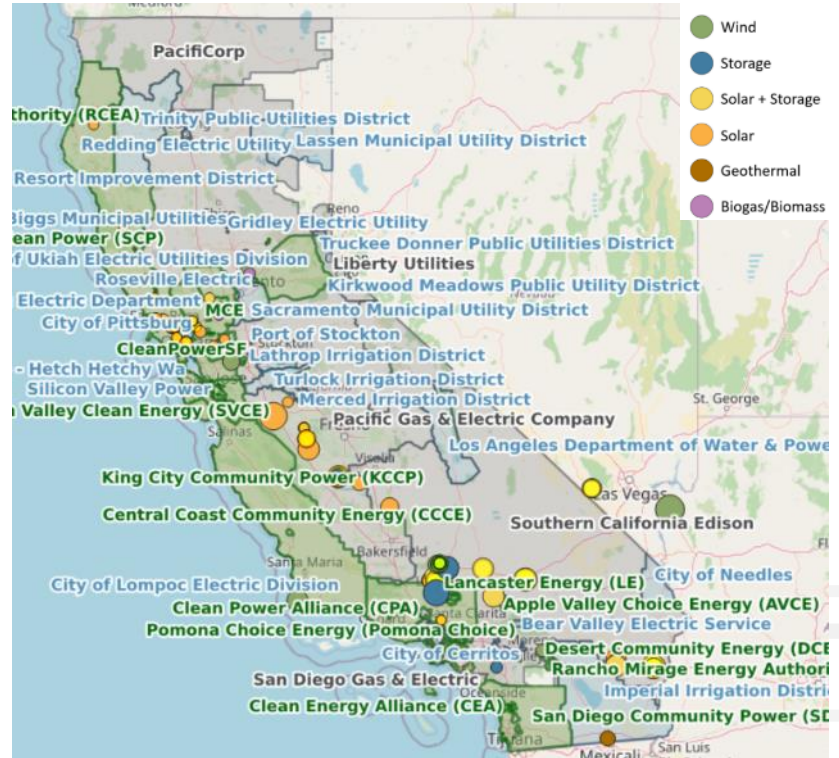 Wind
Storage
Solar + Storage
Solar
Geothermal
Biogas/Biomass
PacifiCorp
thority (RCEA)
Trinity Public Utilities District
Redding Electric Utility
Lassen Municipal Utility District
Resort Improvement District
Reno
Biggs Municipal Utilities
Gridley Electric Utility
ean Power (SCP)
Truckee Donner Public Utilities District
of Ukiah Electric Utilities Division
Liberty Utilities
Roseville Electric
Kirkwood Meadows Public Utility District
Electric Department
MCE
Sacramento Municipal Utility District
City of Pittsburg
Port of Stockton
CleanPowerSF
Lathrop Irrigation District
- Hetch Hetchy Wa
Silicon Valley Power
Turlock Irrigation District
Merced Irrigation District
St. George
n Valley Clean Energy (SVCE)
Pacific Gas & Electric Company
Salinas
Fresno
Los Angeles Department of Water & Powe
Visalia
King City Community Power (KCCP)
Las Vegas
Central Coast Community Energy (CCCE)
Southern California Edison
Bakersfield
Santa Maria
City of Lompoc Electric Division
Lancaster Energy (LE)
City of Needles
Clean Power Alliance (CPA)
Santa Clarita
Apple Valley Choice Energy (AVCE)
Pomona Choice Energy (Pomona Choice)
Bear Valley Electric Service
City of Cerritos
Desert Community Energy (DCE
Rancho Mirage Energy Authori
San Diego Gas & Electric
Oceanside
Imperial Irrigation Distric
Clean Energy Alliance (CEA)
San Diego Community Power (SD
Tijuana
Mexicali
San Luis